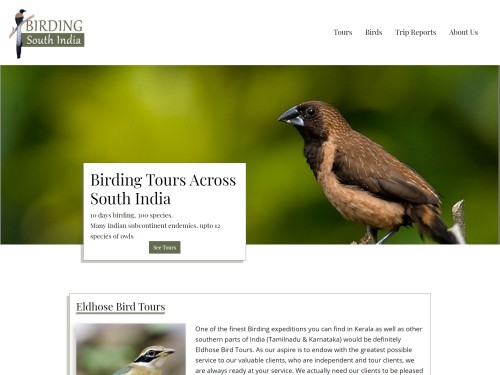 BIRDING
South India
Tours Birds Trip Reports About Us
Birding Tours Across
South India
10 days birding, 300 species.
Many Indian subcontinent endemics, upto 12
species of owls
See Tours
Eldhose Bird Tours
One of the finest Birding expeditions you can find in Kerala as well as other
southern parts of India (Tamilnadu & Karnataka) would be definitely
Eldhose Bird Tours. As our aspire is to endow with the greatest possible
service to our valuable clients, who are independent and tour clients, we
are always ready at your service. We actually need our clients to be pleased